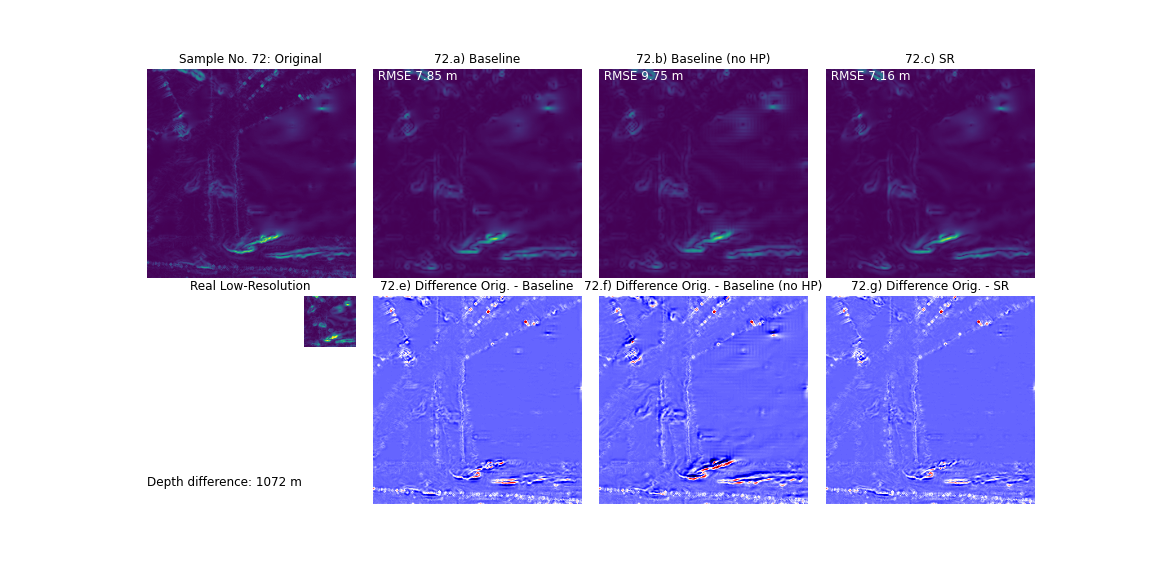 Sample No. 72: Original
72.a) Baseline
72.b) Baseline (no HP)
72.c) SR
RMSE 7.85 m
RMSE 9.75 m
RMSE 7.16 m
Real Low-Resolution
72.e) Difference Orig. - Baseline
72.f) Difference Orig. - Baseline (no HP)
72.g) Difference Orig. - SR
Depth difference: 1072 m